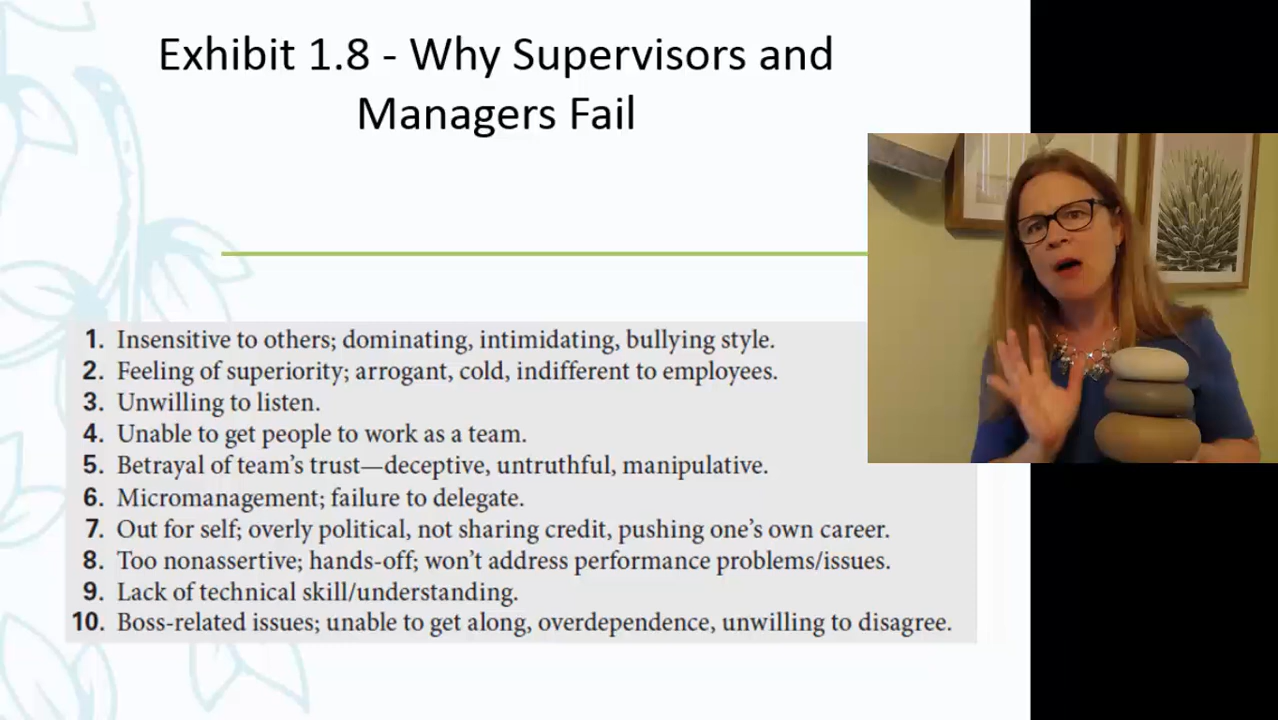 Exhibit 1.8 - Why Supervisors and
Managers Fail
1. Insensitive to others; dominating, intimidating, bullying style.
2. Feeling of superiority; arrogant, cold, indifferent to employees.
3. Unwilling to listen.
4. Unable to get people to work as a team.
5. Betrayal of team's trust—deceptive, untruthful, manipulative.
6. Micromanagement; failure to delegate.
7. Out for self; overly political, not sharing credit, pushing one's own career.
8. Too nonassertive; hands-off; won't address performance problems/issues.
9. Lack of technical skill/understanding.
10. Boss-related issues; unable to get along, overdependence, unwilling to disagree.